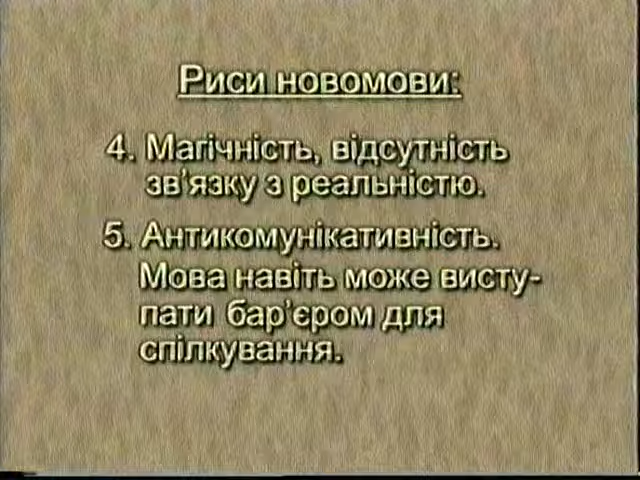 Риси новомови:
4. Магічність, відсутність
зв'язку з реальністю.
5. Антикомунікативність.
Мова навіть може висту-
пати бар'єром для
спілкування.